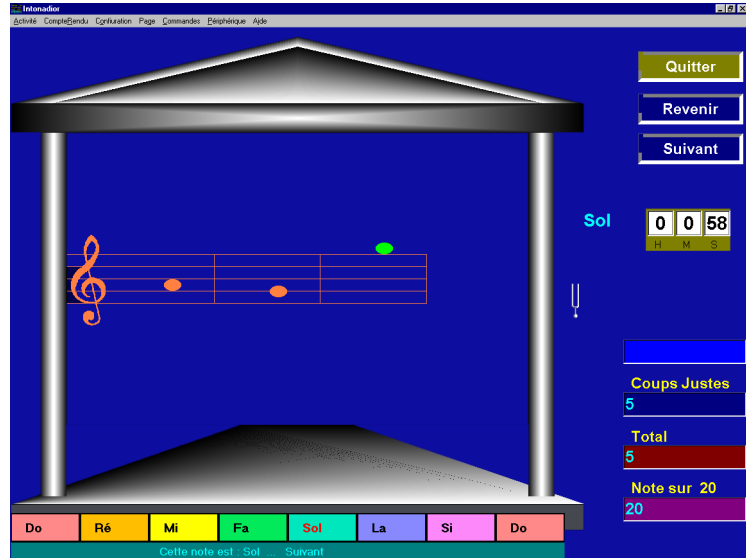 Intonadior
Activité CompteRendu Confiuration Page Commandes Périphérique Ajde
Quitter
Revenir
Suivant
Sol
0 0 58
H M S
Coups Justes
5
Total
5
Note sur 20
20
Do Ré Mi Fa Sol La Si Do
Cette note est : Sol ... Suivant